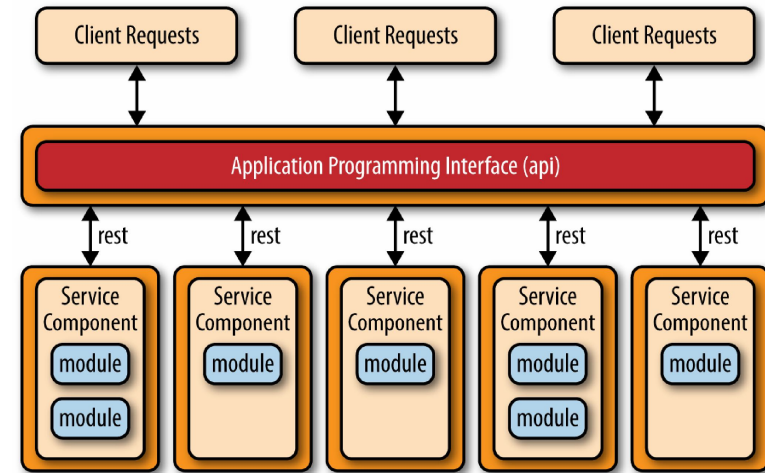 Client Requests
Client Requests
Client Requests
Application Programming Interface (api)
rest
rest
rest
rest
rest
Service
Component
module
module
Service
Component
module
Service
Component
module
Service
Component
module
module
Service
Component
module